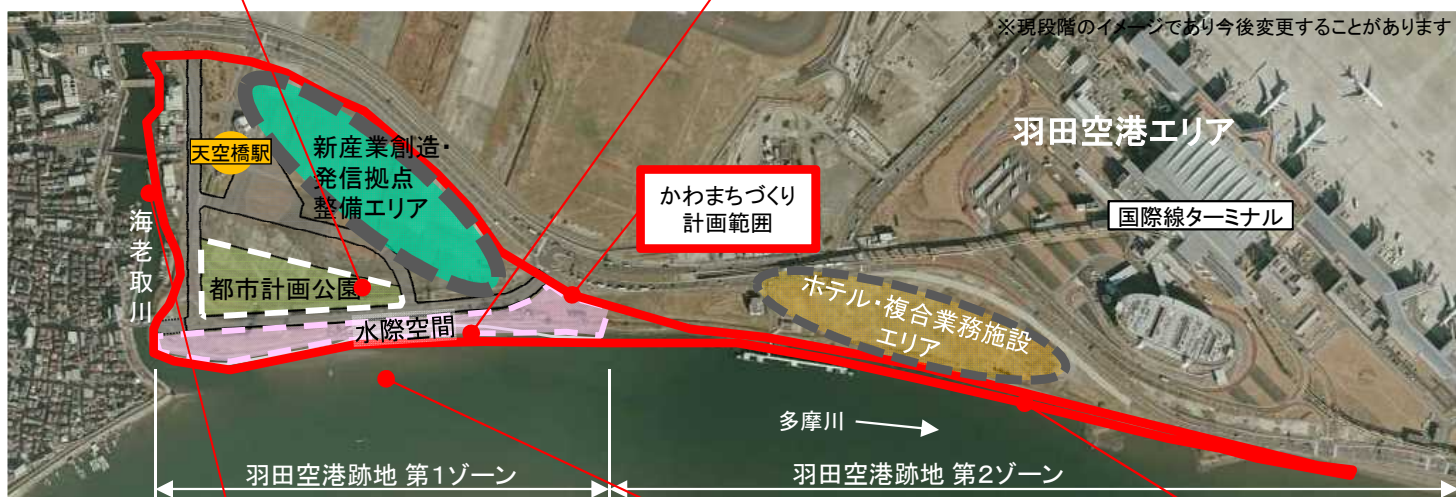 ※現段階のイメージであり今後変更することがあります
羽田空港エリア
天空橋駅
新産業創造・
発信拠点
整備エリア
かわまちづくり
計画範囲
国際線ターミナル
海老取川
都市計画公園
水際空間
ホテル・複合業務施設
エリア
多摩川
羽田空港跡地 第1ゾーン
羽田空港跡地 第2ゾーン